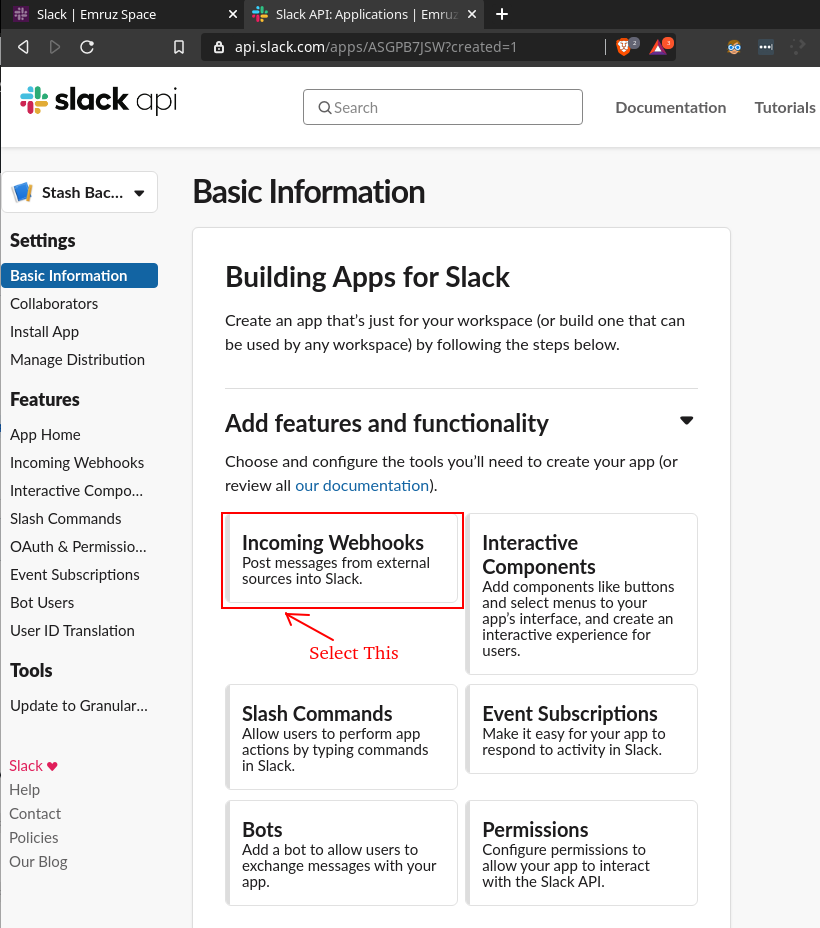 Slack | Emruz Space
Slack API: Applications | Emruz
api.slack.com/apps/ASGPB7JSW?created=1
2
3
slack api
Search
Documentation
Tutorials
Stash Bac...
Basic Information
Settings
Basic Information
Collaborators
Install App
Manage Distribution
Features
App Home
Incoming Webhooks
Interactive Compo...
Slash Commands
OAuth & Permissio...
Event Subscriptions
Bot Users
User ID Translation
Tools
Update to Granular...
Slack
Help
Contact
Policies
Our Blog
Building Apps for Slack
Create an app that's just for your workspace (or build one that can
be used by any workspace) by following the steps below.
Add features and functionality
Choose and configure the tools you'll need to create your app (or
review all our documentation).
Incoming Webhooks
Post messages from external
sources into Slack.
Select This
Interactive
Components
Add components like buttons
and select menus to your
app's interface, and create an
interactive experience for
users.
Slash Commands
Allow users to perform app
actions by typing commands
in Slack.
Event Subscriptions
Make it easy for your app to
respond to activity in Slack.
Bots
Add a bot to allow users to
exchange messages with your
app.
Permissions
Configure permissions to
allow your app to interact
with the Slack API.